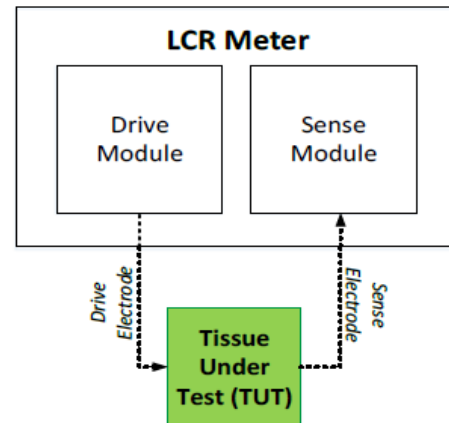 LCR Meter
Drive
Module
Sense
Module
Drive
Electrode
Sense
Electrode
Tissue
Under
Test (TUT)